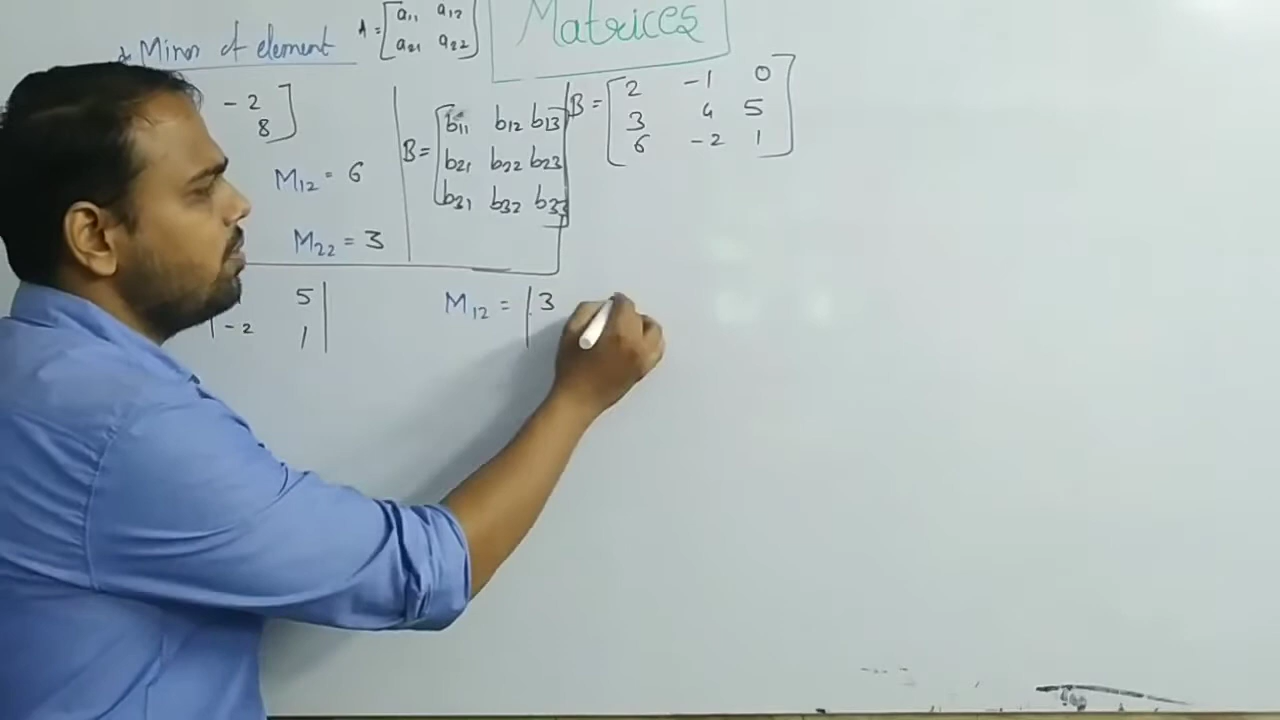 Matrices
* Minor of element
A = [a11 a12
a21 a22]
-2
8]
M12 = 6
M22 = 3
B = [b11 b12 b13
b21 b22 b23
b31 b32 b33]
B = [2 -1 0
3 4 5
6 -2 1]
5|
|-2 1|
M12 = |3